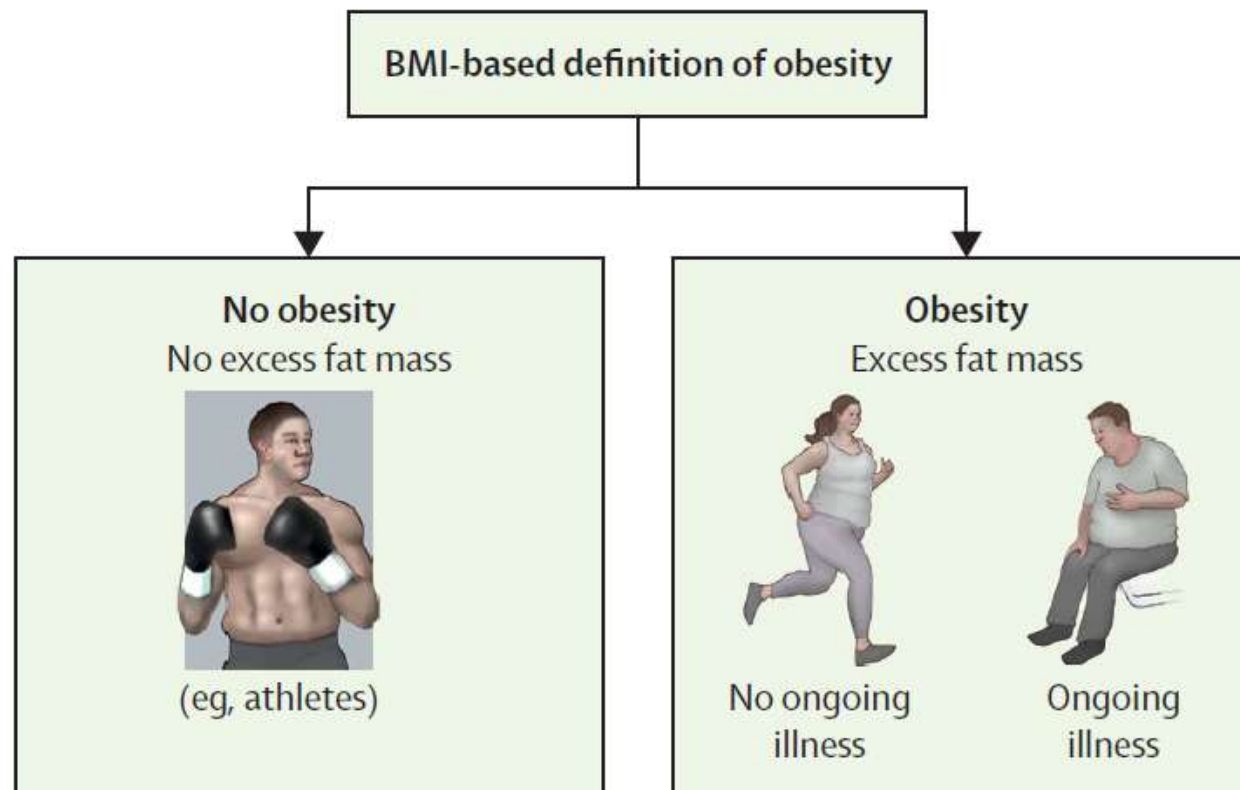 BMI-based definition of obesity
No obesity
No excess fat mass
(eg, athletes)
Obesity
Excess fat mass
No ongoing
illness
Ongoing
illness